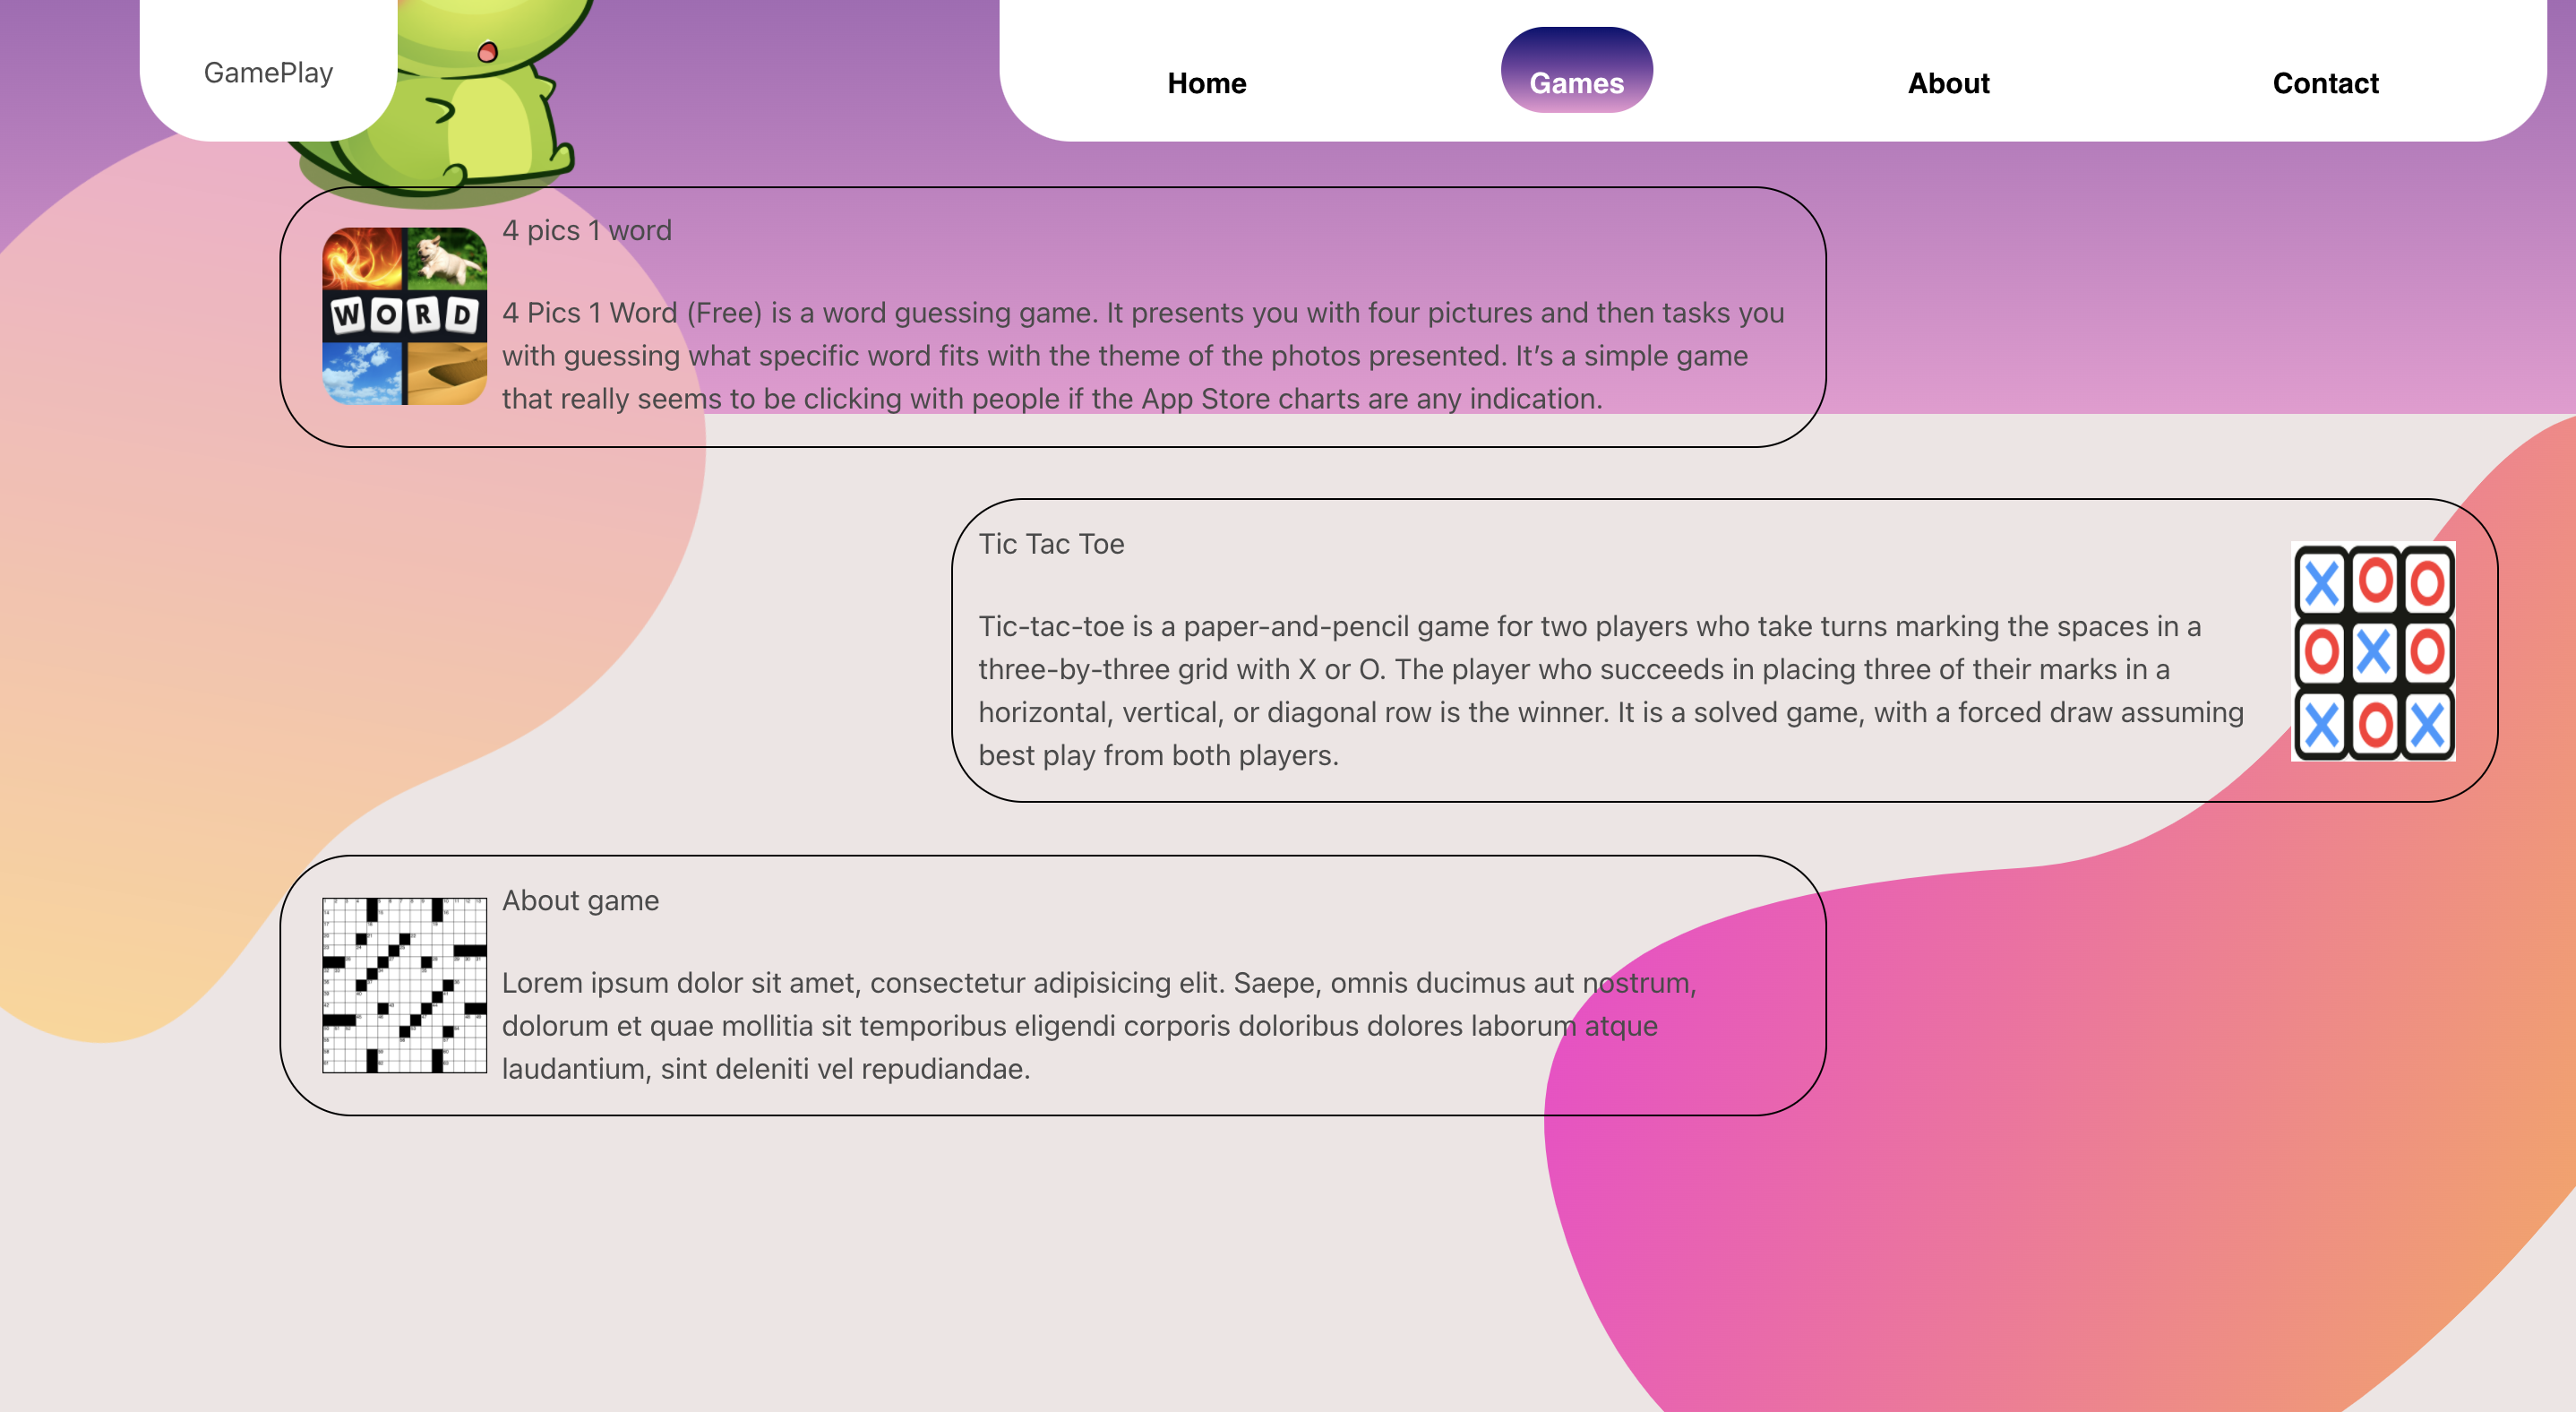 GamePlay
Home
Games
About
Contact
4 pics 1 word
WORD
4 Pics 1 Word (Free) is a word guessing game. It presents you with four pictures and then tasks you
with guessing what specific word fits with the theme of the photos presented. It’s a simple game
that really seems to be clicking with people if the App Store charts are any indication.
Tic Tac Toe
Tic-tac-toe is a paper-and-pencil game for two players who take turns marking the spaces in a
three-by-three grid with X or O. The player who succeeds in placing three of their marks in a
horizontal, vertical, or diagonal row is the winner. It is a solved game, with a forced draw assuming
best play from both players.
X O O
O X O
X O X
About game
Lorem ipsum dolor sit amet, consectetur adipisicing elit. Saepe, omnis ducimus aut nostrum,
dolorum et quae mollitia sit temporibus eligendi corporis doloribus dolores laborum atque
laudantium, sint deleniti vel repudiandae.